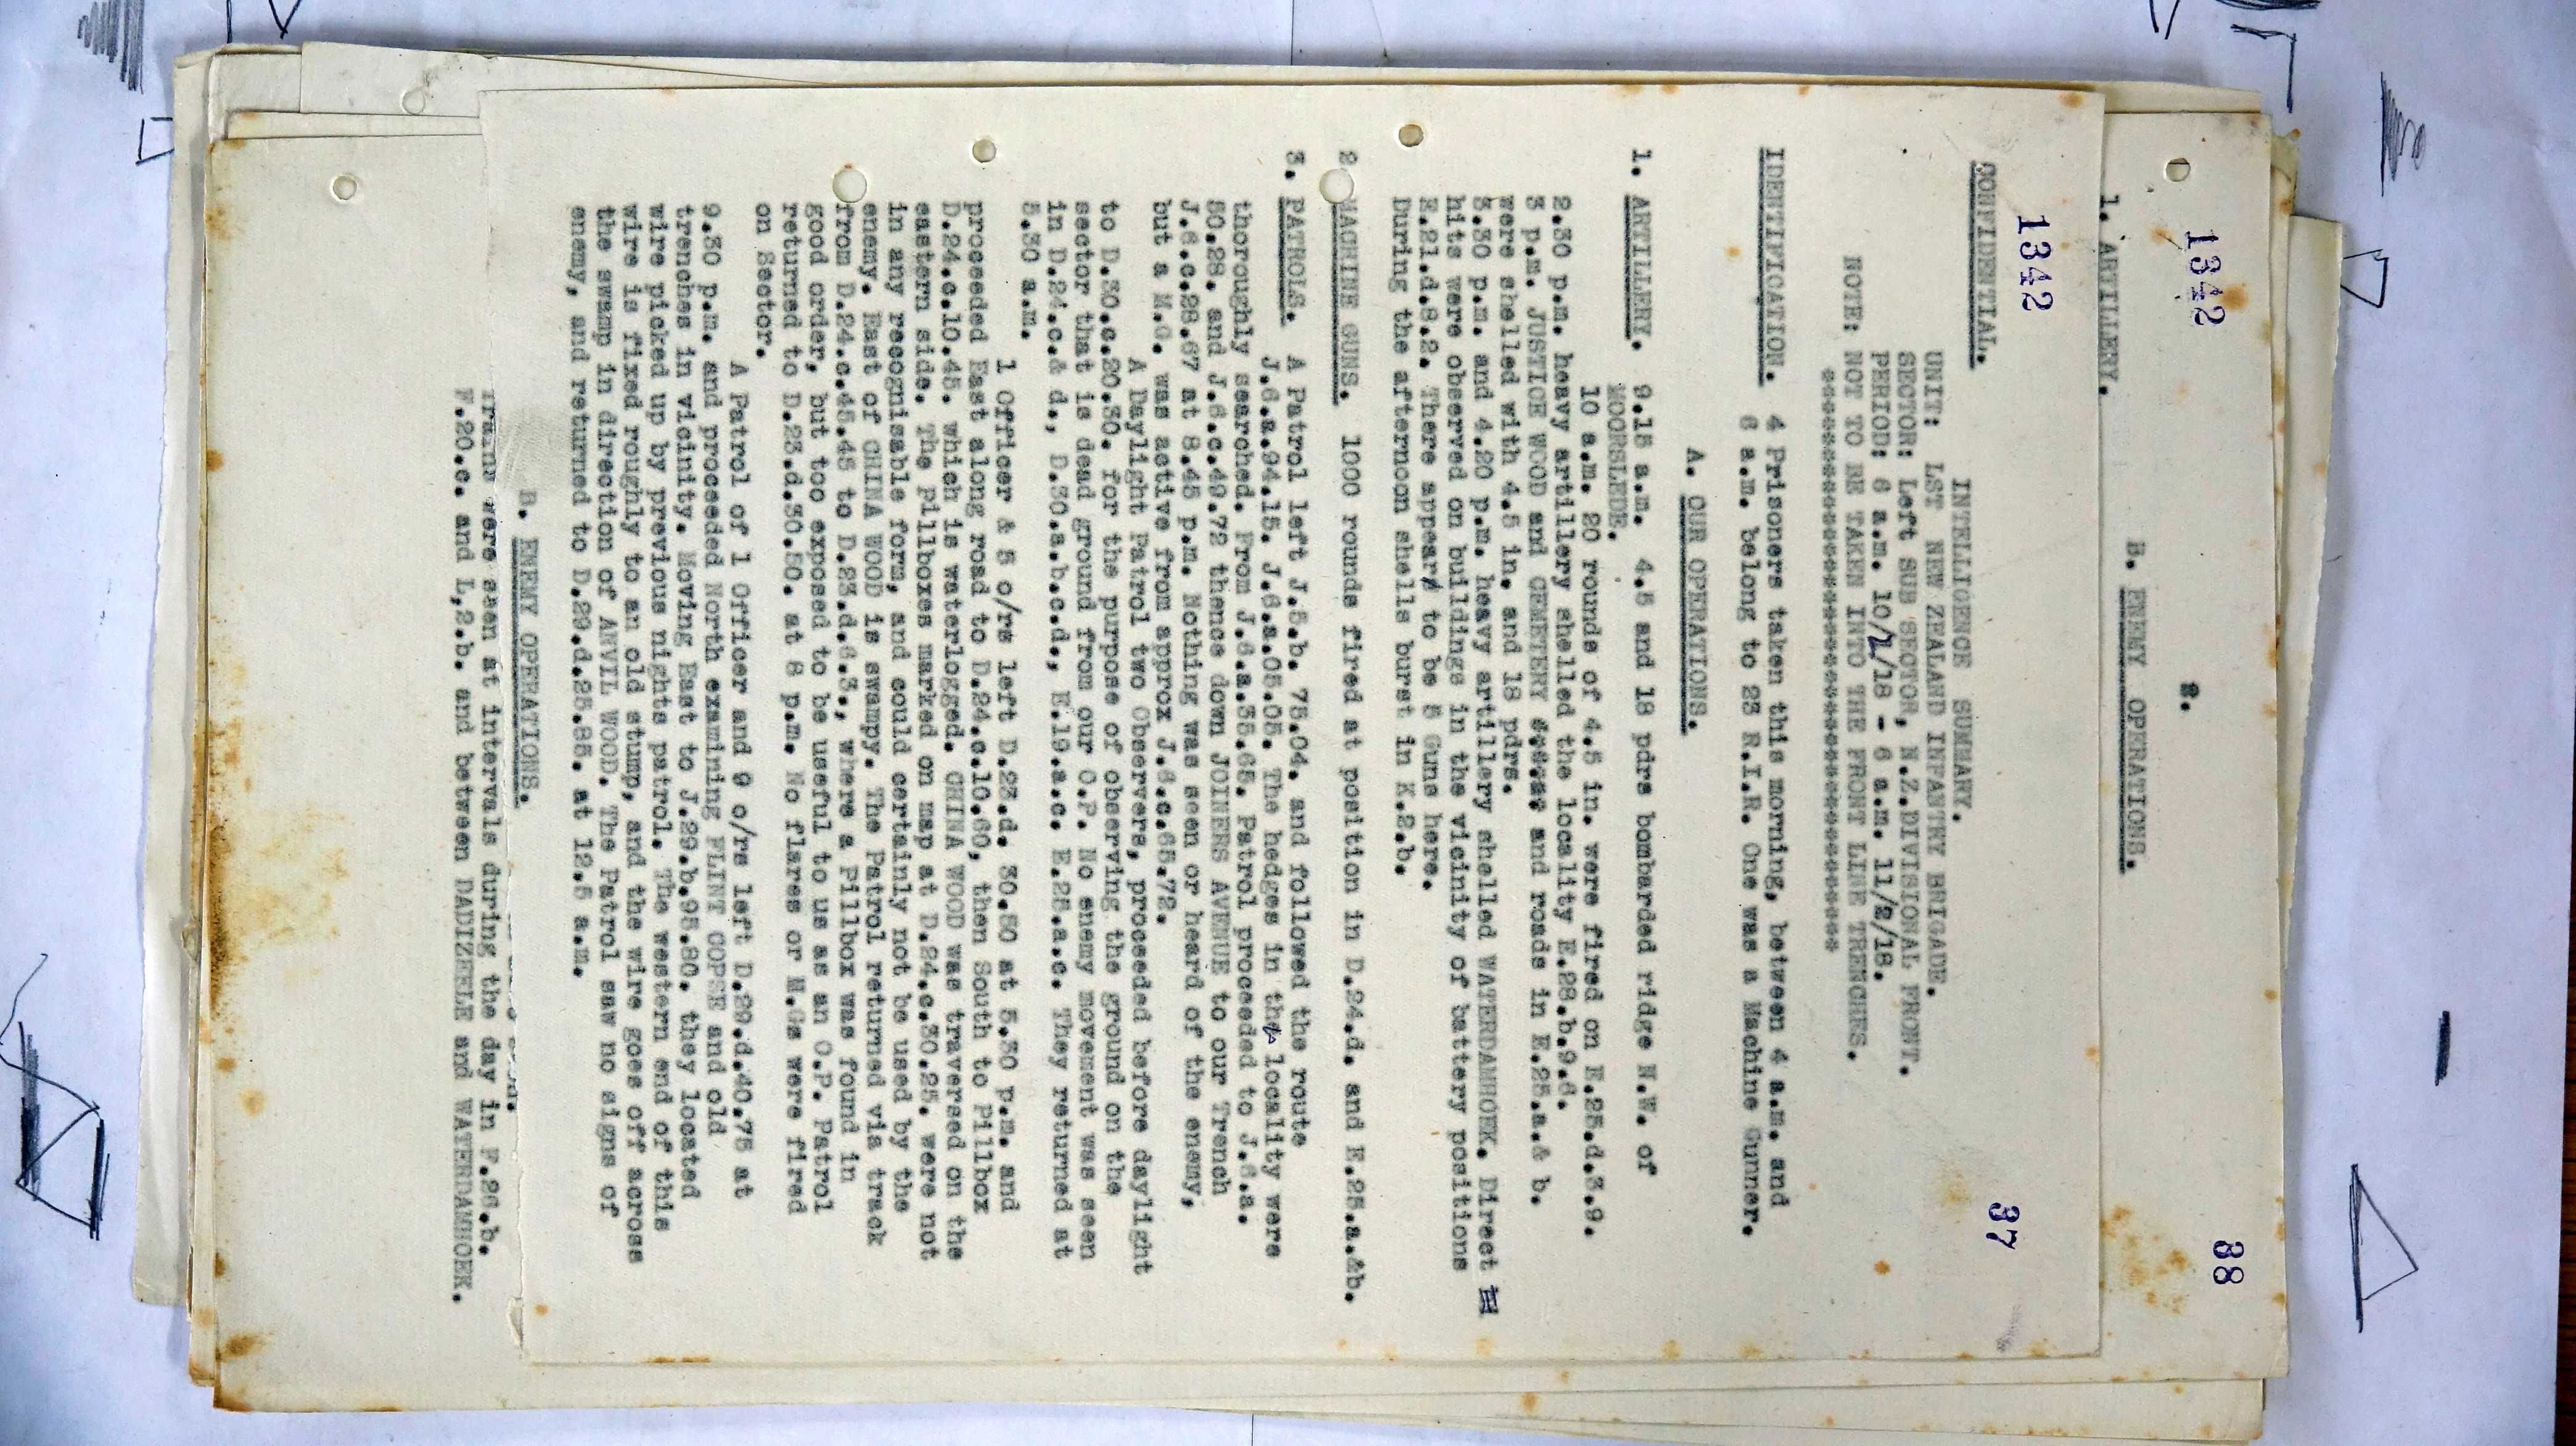 1342
38
2.
B. ENEMY OPERATIONS.
1. ARTILLERY.
1342
37
CONFIDENTIAL.
INTELLIGENCE SUMMARY.
UNIT: 1ST NEW ZEALAND INFANTRY BRIGADE.
SECTOR: Left SUB SECTOR, N.Z.DIVISIONAL FRONT.
PERIOD: 6 a.m. 10/2/18 - 6 a.m. 11/2/18.
NOTE: NOT TO BE TAKEN INTO THE FRONT LINE TRENCHES.
IDENTIFICATION. 4 Prisoners taken this morning, between 4 a.m. and
6 a.m. belong to 23 R.I.R. One was a Machine Gunner.
A. OUR OPERATIONS.
1. ARTILLERY. 9.15 a.m. 4.5 and 18 pdrs bombarded ridge N.W. of
MOORSLEDE.
10 a.m. 20 rounds of 4.5 in. were fired on E.25.d.3.9.
2.30 p.m. heavy artillery shelled the locality E.28.b.9.6.
3 p.m. JUSTICE WOOD and CEMETERY and roads in E.25.a.& b.
were shelled with 4.5 in. and 18 pdrs.
3.30 p.m. and 4.20 p.m. heavy artillery shelled WATERDAMHOEK. Direct
hits were observed on buildings in the vicinity of battery positions
E.21.d.8.2. There appear to be 5 Guns here.
During the afternoon shells burst in K.2.b.
2 MACHINE GUNS. 1000 rounds fired at position in D.24.d. and E.25.a.&b.
3. PATROLS. A Patrol left J.5.b. 75.04. and followed the route
J.6.a.94.15. J.6.a.05.05. The hedges in the locality were
thoroughly searched. From J.6.a.35.65. Patrol proceeded to J.6.a.
50.28. and J.6.c.49.72 thence down JOINERS AVENUE to our Trench
J.6.c.28.67 at 8.45 p.m. Nothing was seen or heard of the enemy,
but a M.G. was active from approx J.6.c.65.72.
A Daylight Patrol two Observers, proceeded before daylight
to D.30.c.20.30. for the purpose of observing the ground on the
sector that is dead ground from our O.P. No enemy movement was seen
in D.24.c.& d., D.30.a.b.c.d., E.19.a.c. E.25.a.c. They returned at
5.30 a.m.
1 Officer & 5 o/rs left D.23.d. 30.50 at 5.30 p.m. and
proceeded East along road to D.24.c.10.60, then South to Pillbox
D.24.c.10.45. which is waterlogged. CHINA WOOD was traversed on the
eastern side. The Pillboxes marked on map at D.24.c.30.25. were not
in any recognisable form, and could certainly not be used by the
enemy. East of CHINA WOOD is swampy. The Patrol returned via track
from D.24.c.45.45 to D.23.d.6.3., where a Pillbox was found in
good order, but too exposed to be useful to us as an O.P. Patrol
returned to D.23.d.30.50. at 8 p.m. No flares or M.Gs were fired
on Sector.
A Patrol of 1 Officer and 9 o/rs left D.29.d.40.75 at
9.30 p.m. and proceeded North examining FLINT COPSE and old
trenches in vicinity. Moving East to J.29.b.95.80. they located
wire picked up by previous nights patrol. The western end of this
wire is fixed roughly to an old stump, and the wire goes off across
the swamp in direction of ANVIL WOOD. The Patrol saw no signs of
enemy, and returned to D.29.d.25.85. at 12.5 a.m.
B. ENEMY OPERATIONS.
Trains were seen at intervals during the day in F.26.b.
F.20.c. and L,2.b. and between DADIZEELE and WATERDAMHOEK.